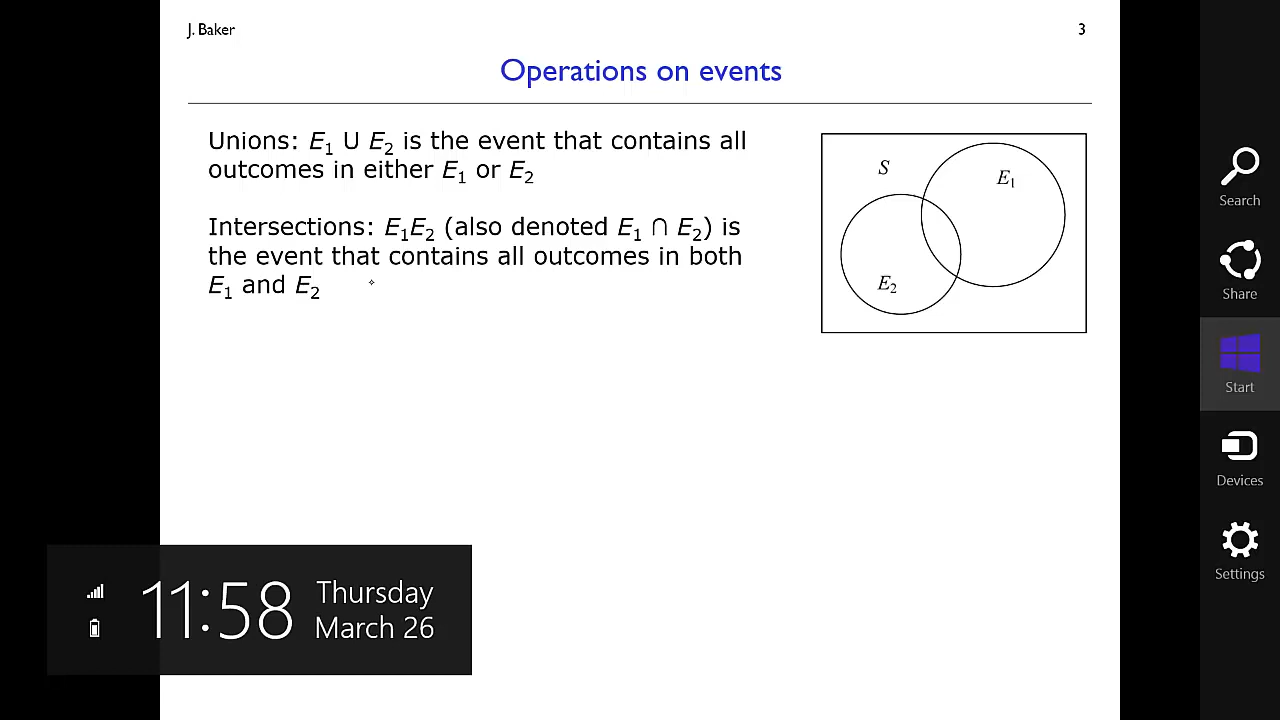 J. Baker
3
Operations on events
Unions: E₁ U E₂ is the event that contains all
outcomes in either E₁ or E₂
Intersections: E₁E₂ (also denoted E₁ ∩ E₂) is
the event that contains all outcomes in both
E₁ and E₂
S
E₁
E₂
Search
Share
Start
Devices
Settings
11:58
Thursday
March 26